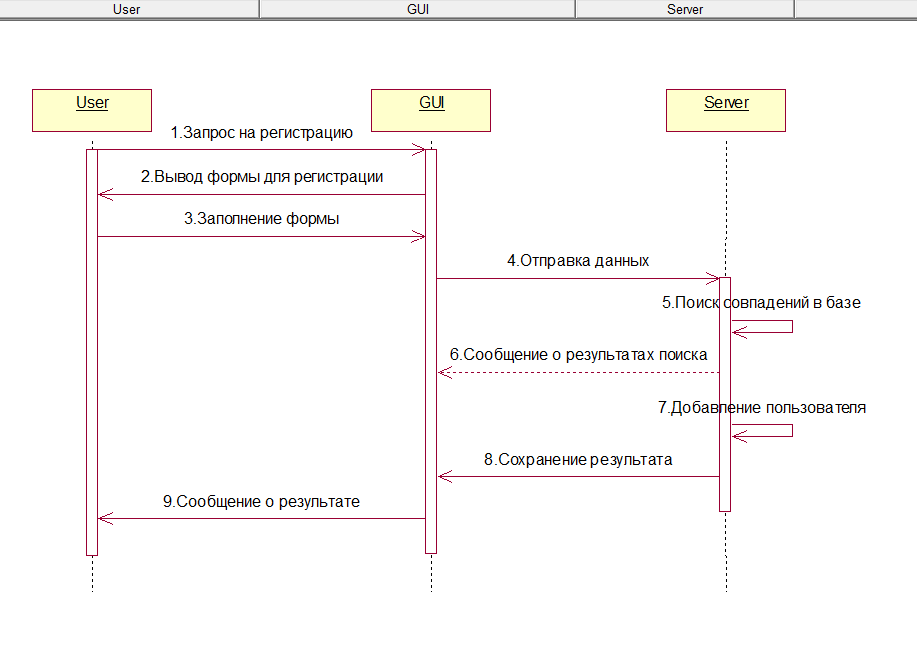 User GUI Server
User GUI Server
1.Запрос на регистрацию
2.Вывод формы для регистрации
3.Заполнение формы
4.Отправка данных
5.Поиск совпадений в базе
6.Сообщение о результатах поиска
7.Добавление пользователя
8.Сохранение результата
9.Сообщение о результате